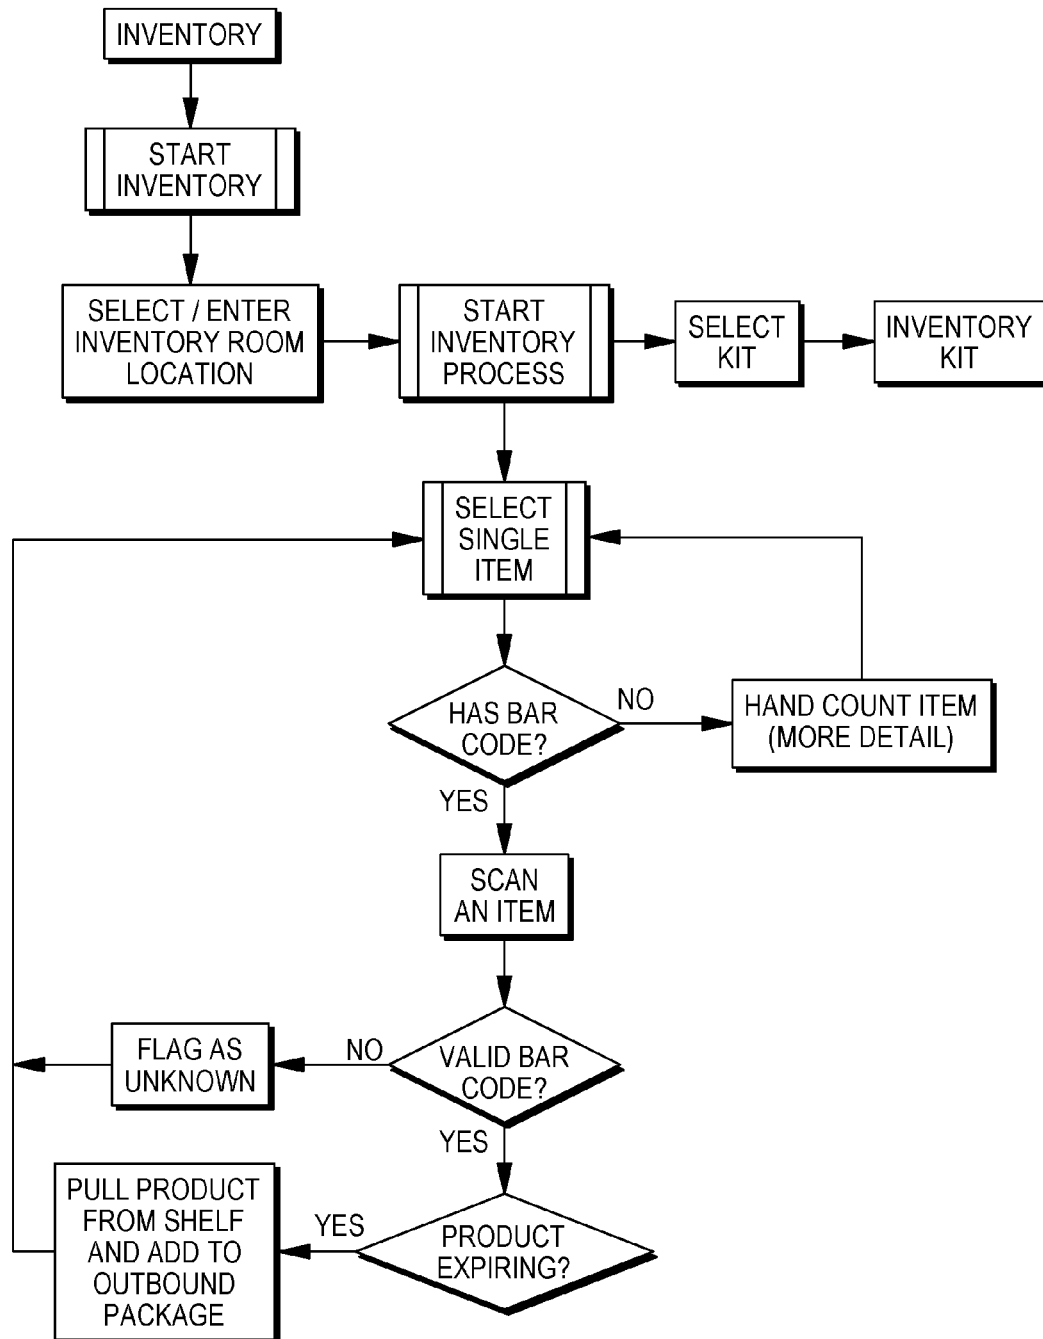 INVENTORY
START
INVENTORY
SELECT / ENTER
INVENTORY ROOM
LOCATION
START
INVENTORY
PROCESS
SELECT
KIT
INVENTORY
KIT
SELECT
SINGLE
ITEM
HAS BAR
CODE?
NO
HAND COUNT ITEM
(MORE DETAIL)
YES
SCAN
AN ITEM
VALID BAR
CODE?
NO
FLAG AS
UNKNOWN
YES
PRODUCT
EXPIRING?
YES
PULL PRODUCT
FROM SHELF
AND ADD TO
OUTBOUND
PACKAGE